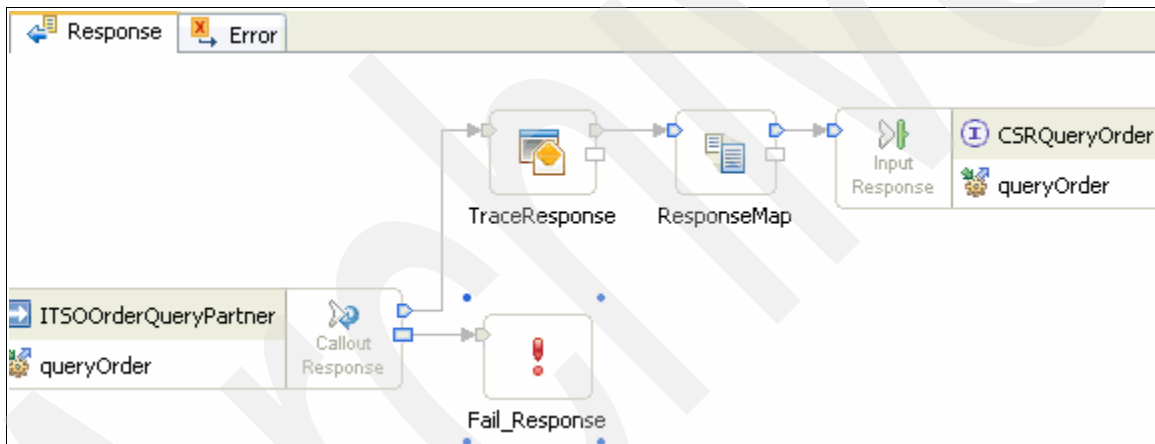 Response
Error
TraceResponse
ResponseMap
Input
Response
CSRQueryOrder
queryOrder
ITSOOrderQueryPartner
queryOrder
Callout
Response
Fail_Response